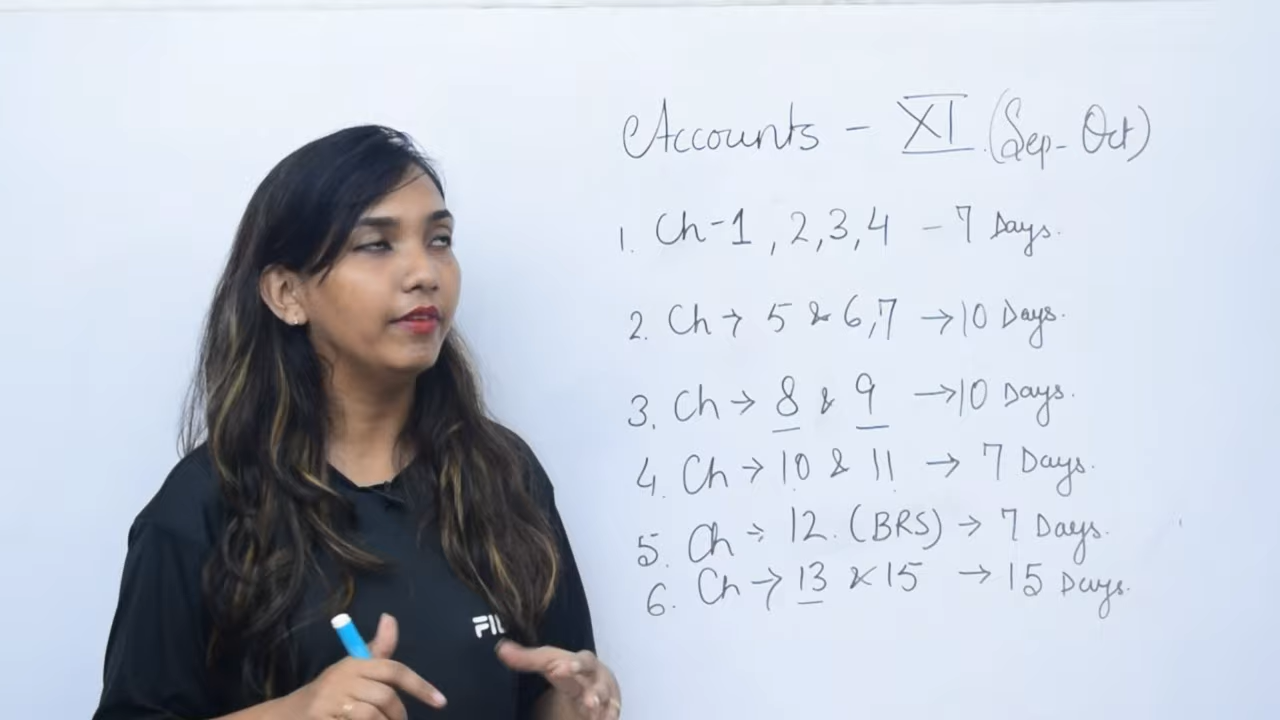 Accounts - XI (Sep - Oct)
1. Ch-1, 2, 3, 4 - 7 Days.
2. Ch → 5 & 6, 7 → 10 Days.
3. Ch → 8 & 9 → 10 Days.
4. Ch → 10 & 11 → 7 Days.
5. Ch → 12. (BRS) → 7 Days.
6. Ch → 13 & 15 → 15 Days.